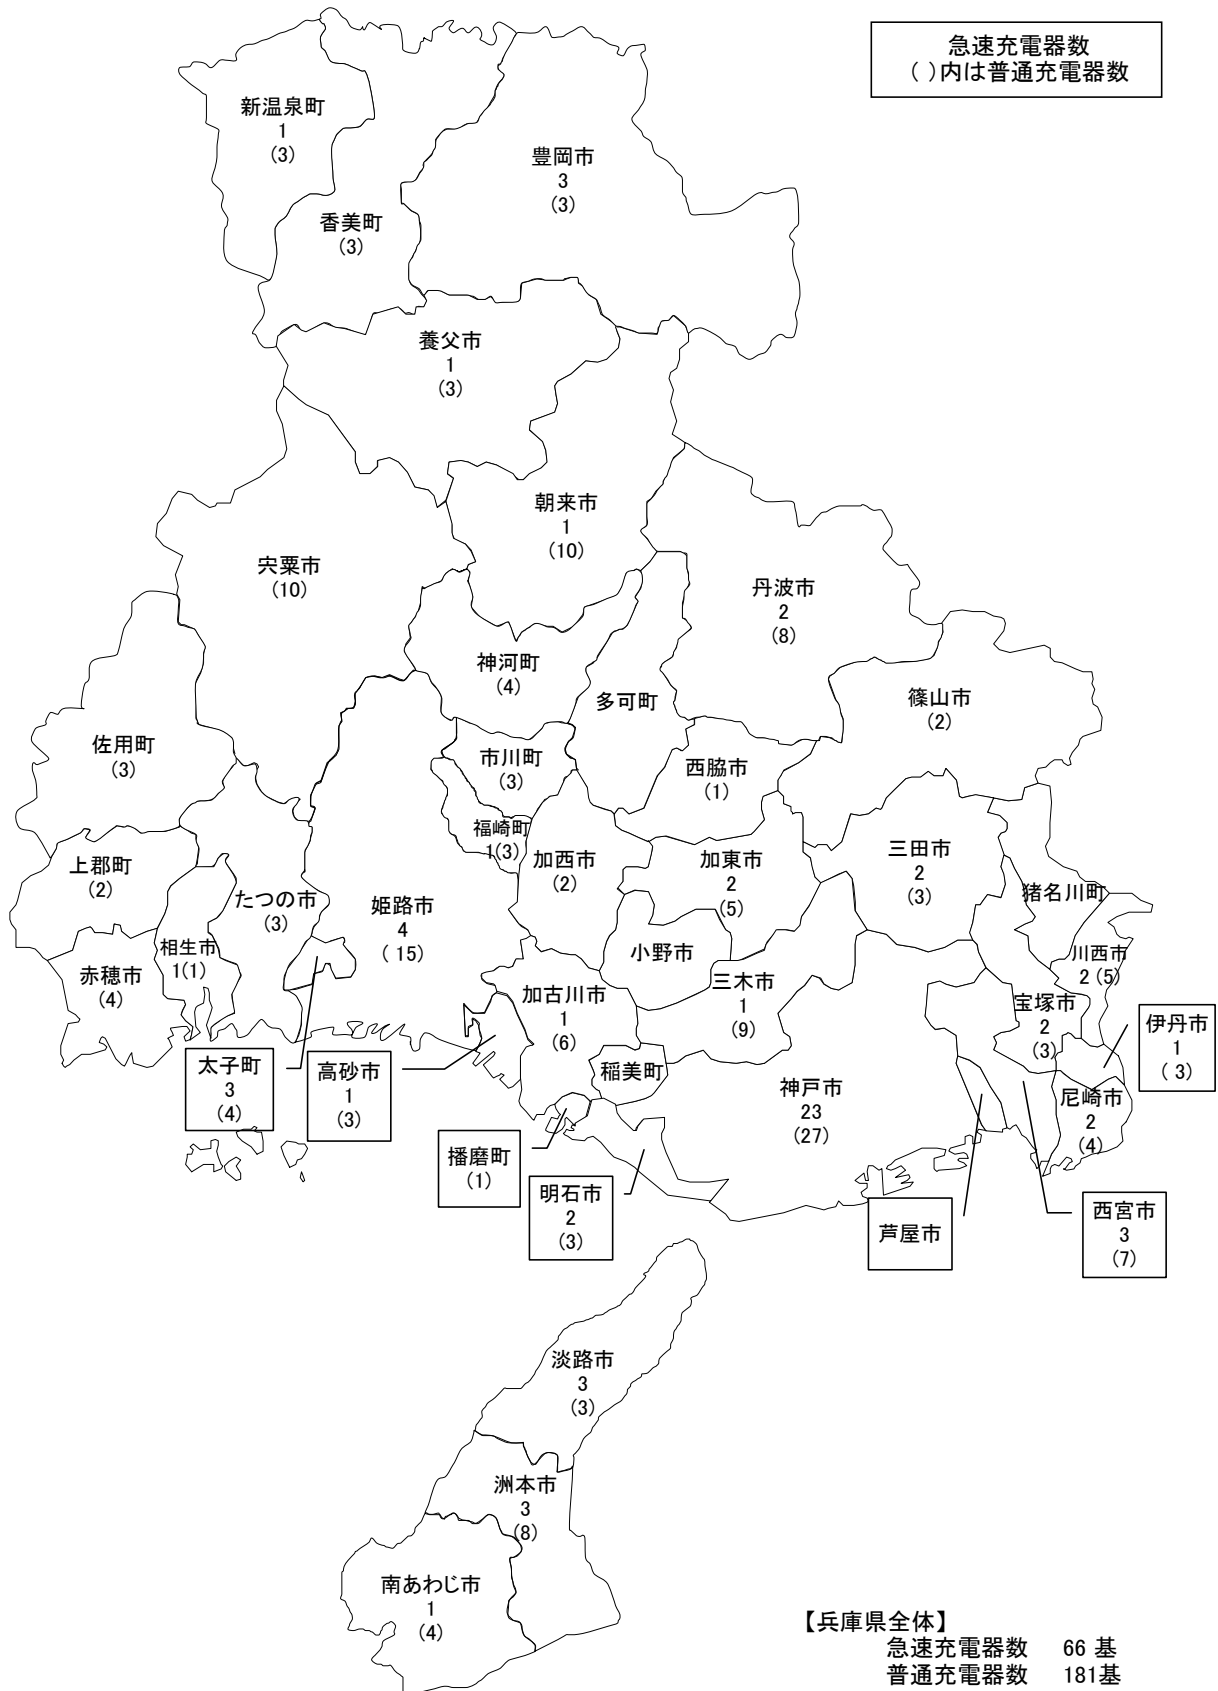 急速充電器数
( )内は普通充電器数
新温泉町
1
(3)
豊岡市
3
(3)
香美町
(3)
養父市
1
(3)
朝来市
1
(10)
宍粟市
(10)
丹波市
2
(8)
神河町
(4)
多可町
篠山市
(2)
佐用町
(3)
市川町
(3)
西脇市
(1)
福崎町
1(3)
加西市
(2)
加東市
2
(5)
三田市
2
(3)
上郡町
(2)
たつの市
(3)
姫路市
4
( 15)
猪名川町
相生市
1(1)
赤穂市
(4)
小野市
川西市
2 (5)
三木市
1
(9)
加古川市
1
(6)
宝塚市
2
(3)
伊丹市
1
( 3)
太子町
3
(4)
高砂市
1
(3)
稲美町
神戸市
23
(27)
尼崎市
2
(4)
播磨町
(1)
明石市
2
(3)
芦屋市
西宮市
3
(7)
淡路市
3
(3)
洲本市
3
(8)
南あわじ市
1
(4)
【兵庫県全体】
急速充電器数 66 基
普通充電器数 181基